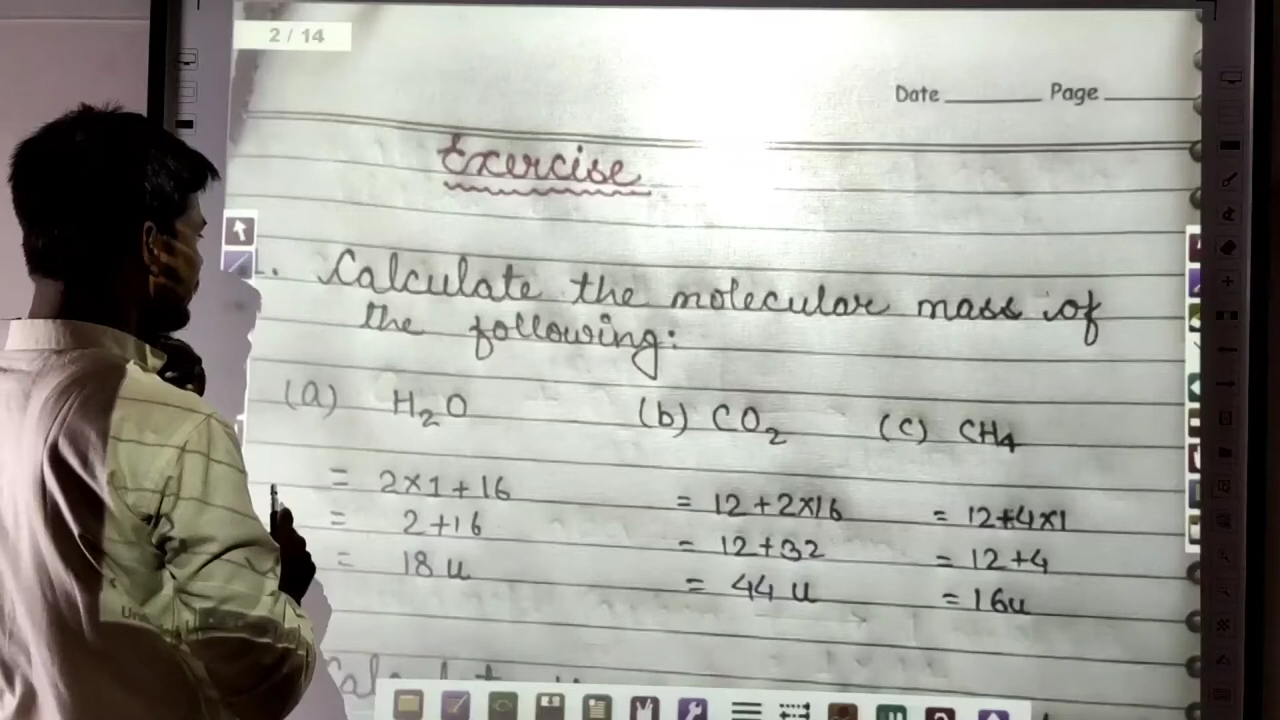 2 / 14
Date Page
Exercise
1. Calculate the molecular mass of
the following:
(a) H₂O (b) CO₂ (c) CH₄
= 2×1+16 = 12+2×16 = 12+4×1
= 2+16 = 12+32 = 12+4
= 18 u = 44 u = 16u